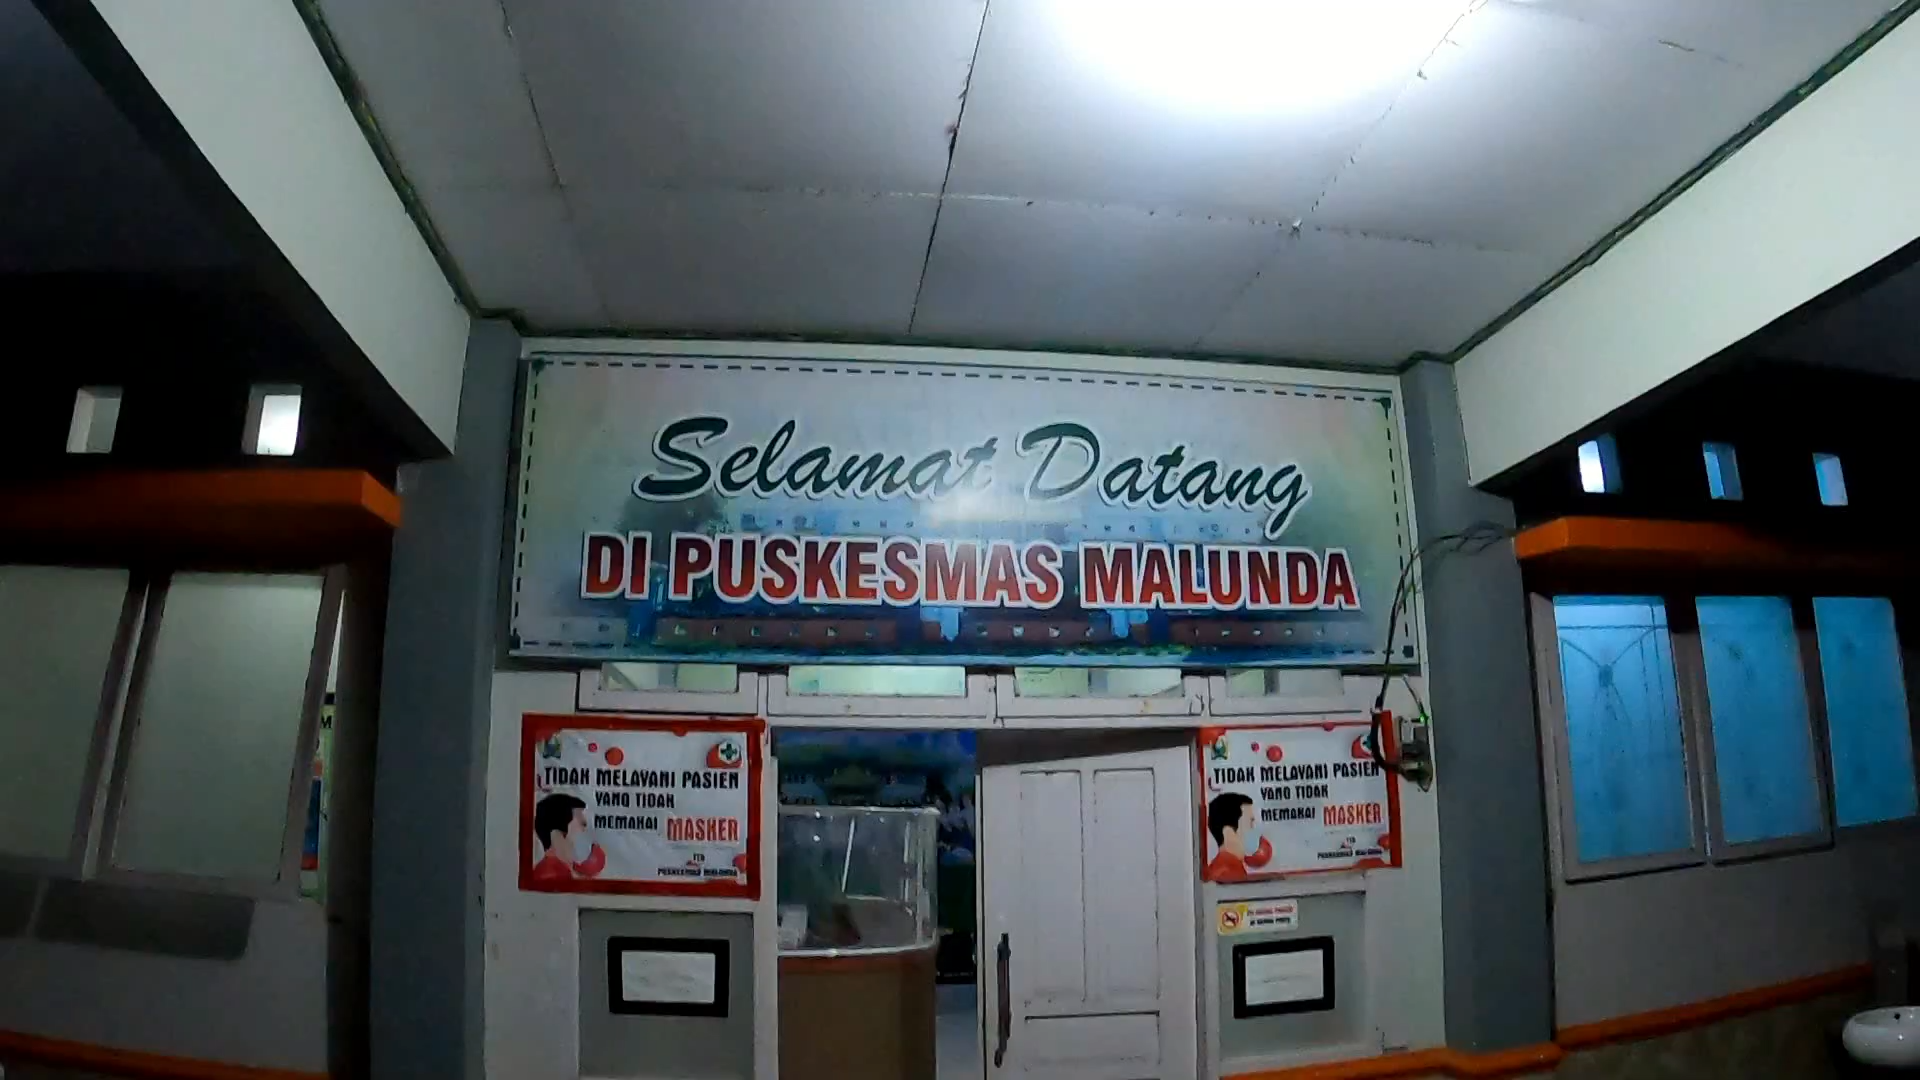 Selamat Datang
DI PUSKESMAS MALUNDA
TIDAK MELAYANI PASIEN
YANG TIDAK
MEMAKAI MASKER
TTD
PUSKESMAS MALUNDA
TIDAK MELAYANI PASIEN
YANG TIDAK
MEMAKAI MASKER
TTD
PUSKESMAS MALUNDA